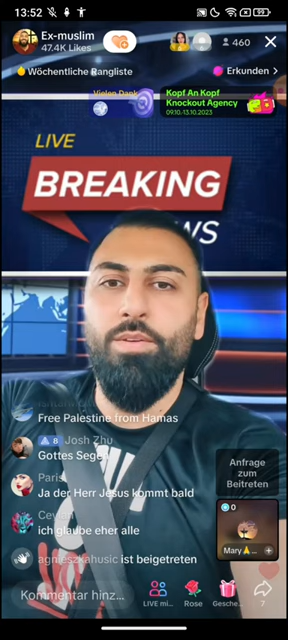 13:52
99
Ex-muslim
47.4K Likes
460
Wöchentliche Rangliste
Erkunden >
Vielen Dank
Kopf An Kopf
Knockout Agency
09.10.-13.10.2023
LIVE
BREAKING
WS
Free Palestine from Hamas
8 Josh Zhu
Gottes Segen
Paris
Ja der Herr Jesus kommt bald
ich glaube eher alle
agnieszkahusic ist beigetreten
Anfrage
zum
Beitreten
0
Mary🙏...
Kommentar hinz...
LIVE mi...
Rose
Gesche...
7